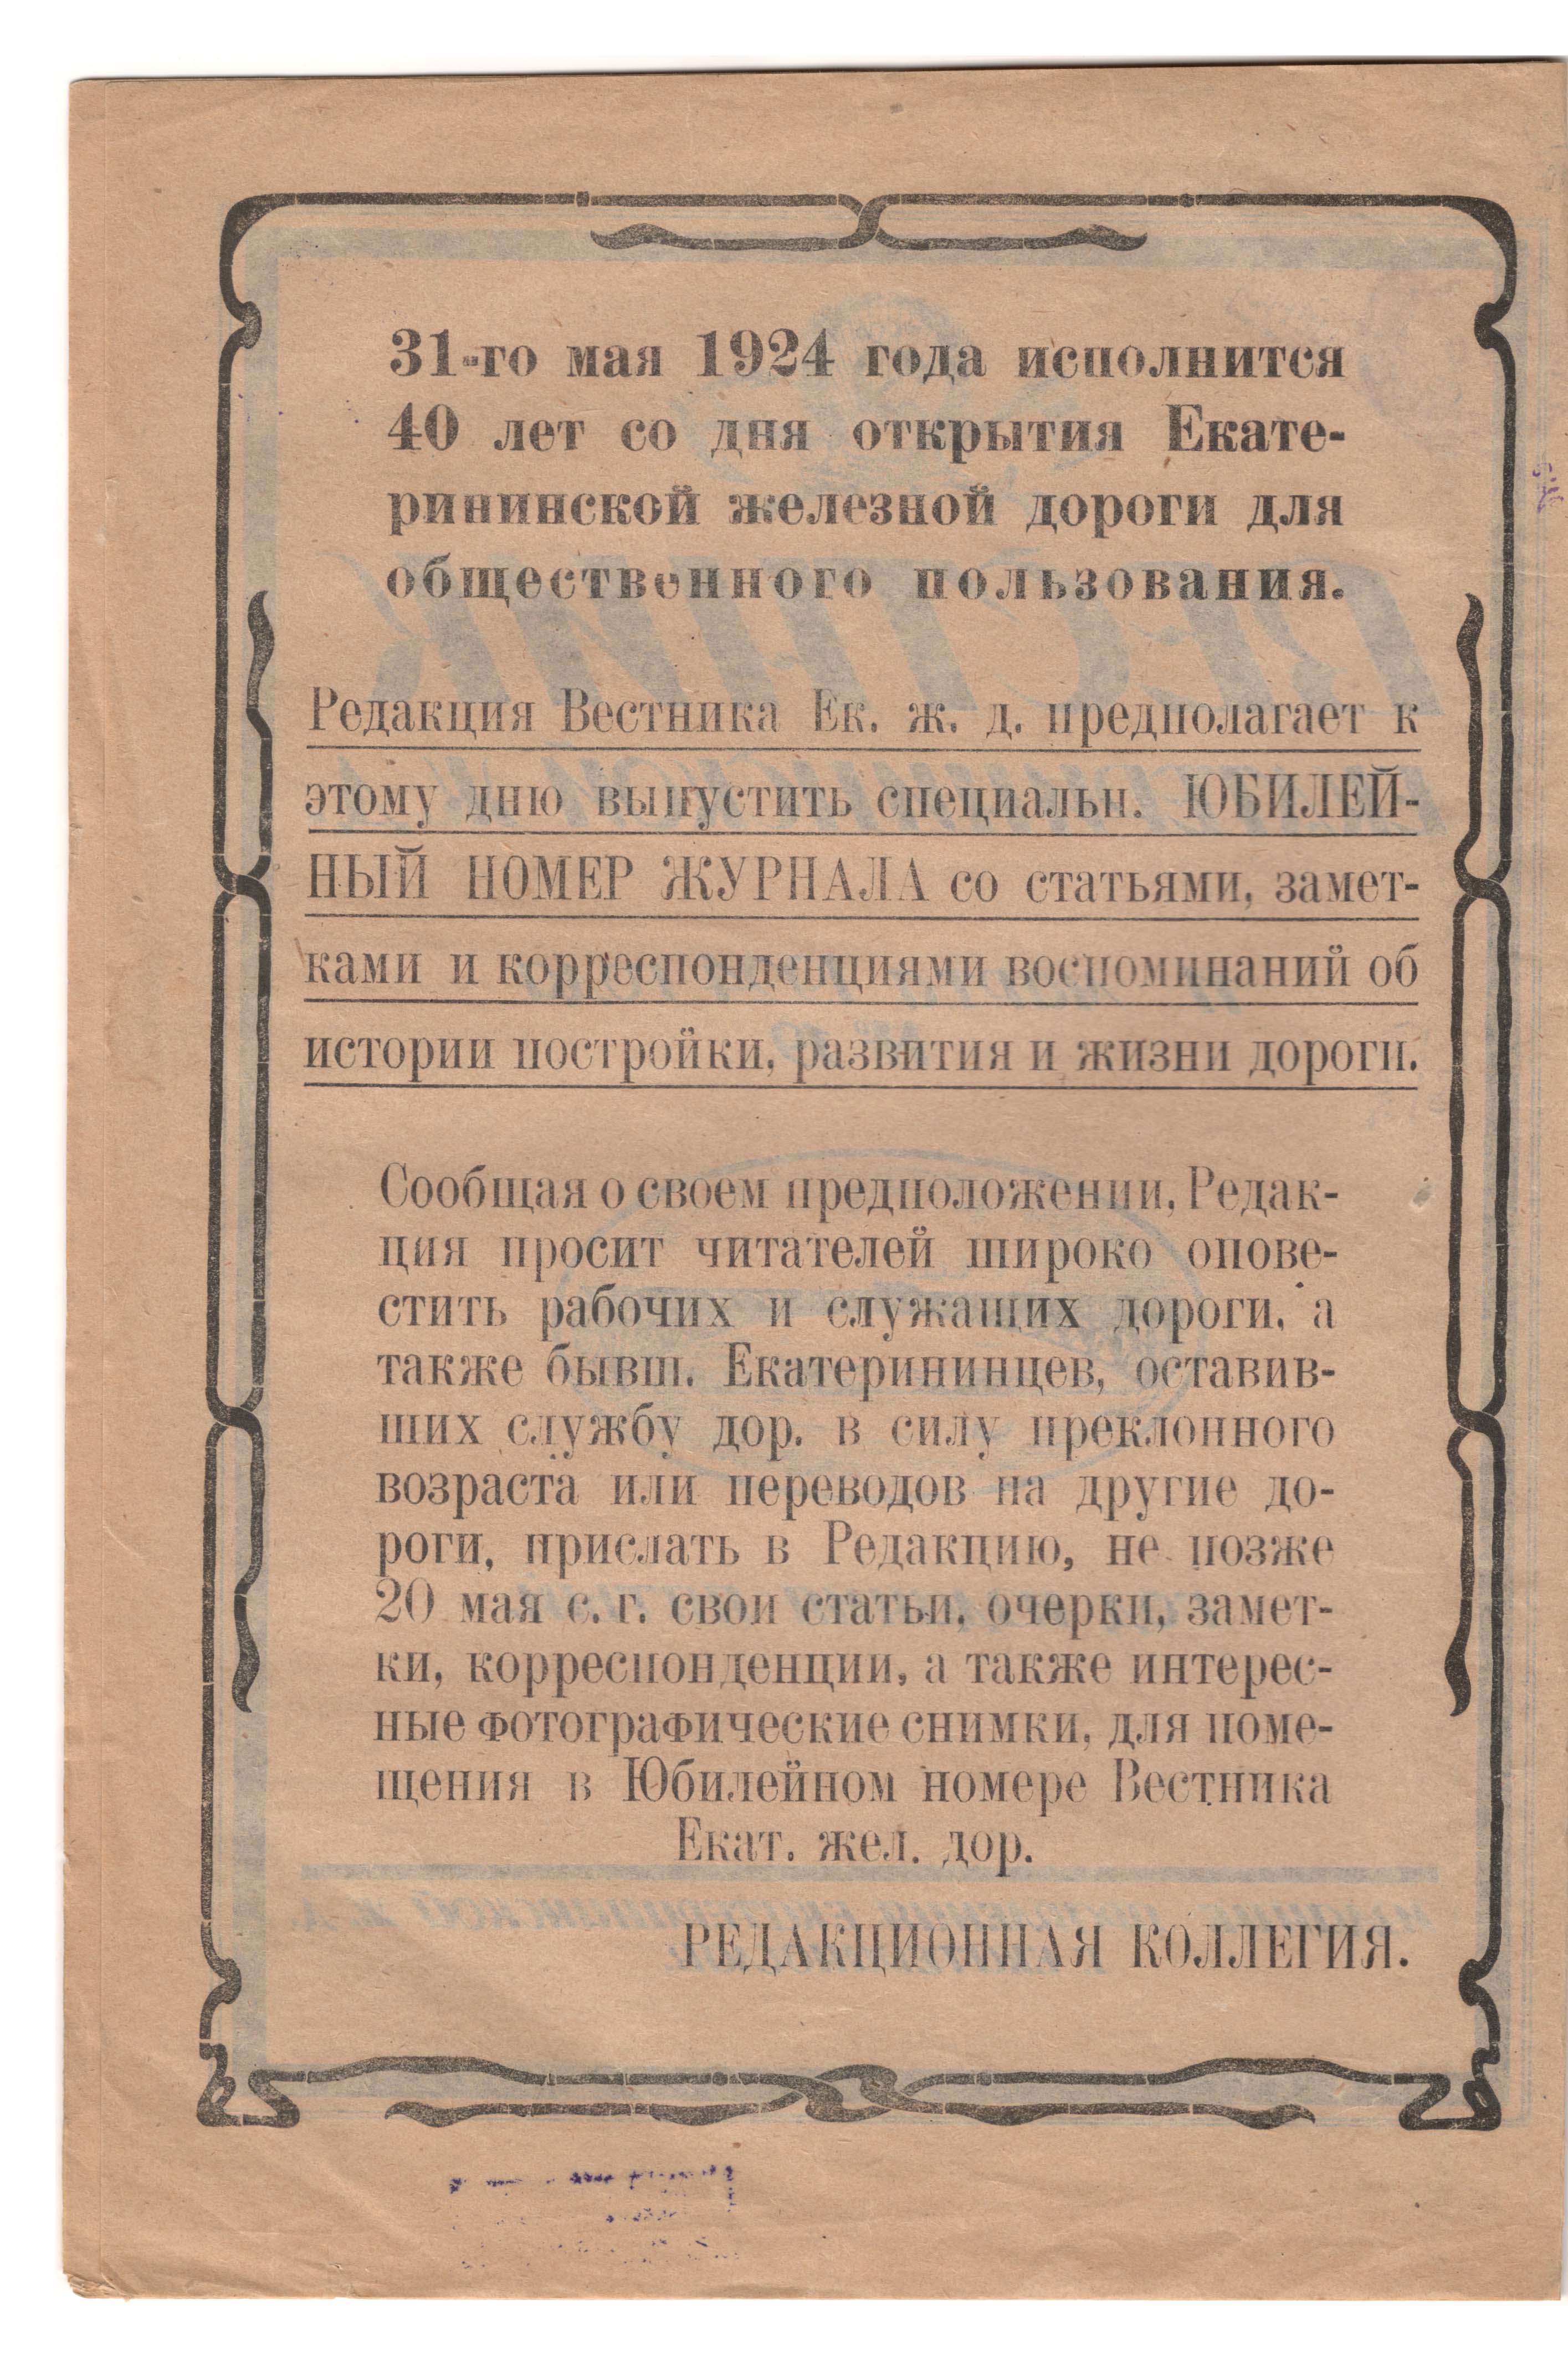 31-го мая 1924 года исполнится
40 лет со дня открытия Екате-
рининской железной дороги для
общественного пользования.
Редакция Вестника Ек. ж. д. предполагает к
этому дню выпустить специальн. ЮБИЛЕЙ-
НЫЙ НОМЕР ЖУРНАЛА со статьями, замет-
ками и корреспонденциями воспоминаний об
истории постройки, развития и жизни дороги.
Сообщая о своем предположении, Редак-
ция просит читателей широко опове-
стить рабочих и служащих дороги, а
также бывш. Екатерининцев, оставив-
ших службу дор. в силу преклонного
возраста или переводов на другие до-
роги, прислать в Редакцию, не позже
20 мая с. г. свои статьи, очерки, замет-
ки, корреспонденции, а также интерес-
ные фотографические снимки, для поме-
щения в Юбилейном номере Вестника
Екат. жел. дор.
РЕДАКЦИОННАЯ КОЛЛЕГИЯ.